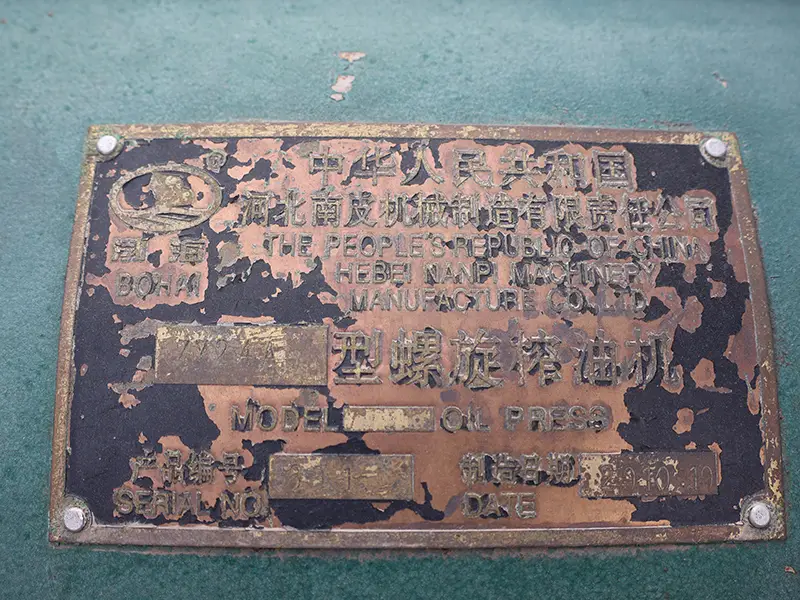 ®
中华人民共和国
河北南皮机械制造有限责任公司
THE PEOPLE'S REPUBLIC OF CHINA
HEBEI NANPI MACHINERY
MANUFACTURE CO.,LTD
渤海
BOHAI
型螺旋榨油机
MODEL OIL PRESS
产品编号
SERIAL NO.
制造日期
DATE